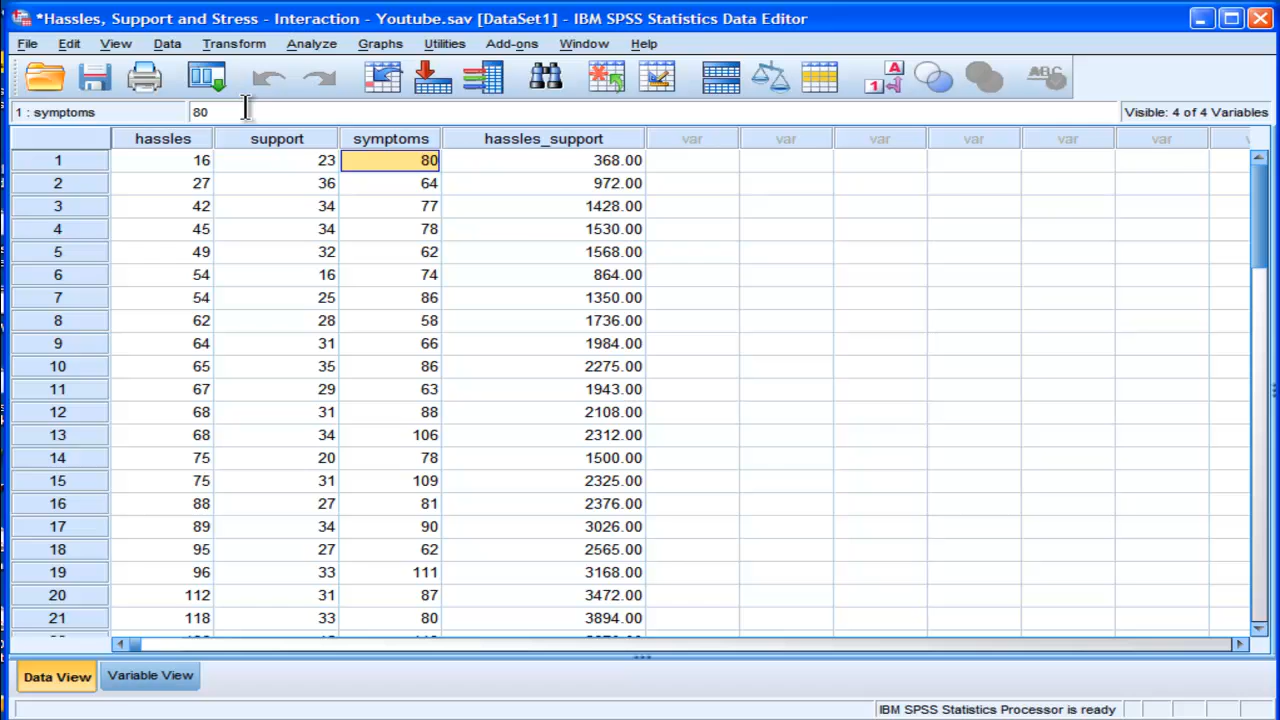 *Hassles, Support and Stress - Interaction - Youtube.sav [DataSet1] - IBM SPSS Statistics Data Editor
File Edit View Data Transform Analyze Graphs Utilities Add-ons Window Help
1 : symptoms 80 Visible: 4 of 4 Variables
hassles support symptoms hassles_support var var var var var var
1 16 23 80 368.00
2 27 36 64 972.00
3 42 34 77 1428.00
4 45 34 78 1530.00
5 49 32 62 1568.00
6 54 16 74 864.00
7 54 25 86 1350.00
8 62 28 58 1736.00
9 64 31 66 1984.00
10 65 35 86 2275.00
11 67 29 63 1943.00
12 68 31 88 2108.00
13 68 34 106 2312.00
14 75 20 78 1500.00
15 75 31 109 2325.00
16 88 27 81 2376.00
17 89 34 90 3026.00
18 95 27 62 2565.00
19 96 33 111 3168.00
20 112 31 87 3472.00
21 118 33 80 3894.00
Data View Variable View
IBM SPSS Statistics Processor is ready